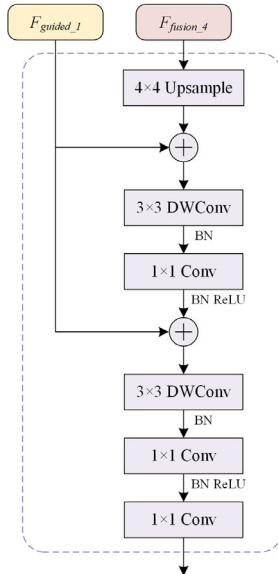 F_guided_1 F_fusion_4
4×4 Upsample
+
3×3 DWConv
BN
1×1 Conv
BN ReLU
+
3×3 DWConv
BN
1×1 Conv
BN ReLU
1×1 Conv